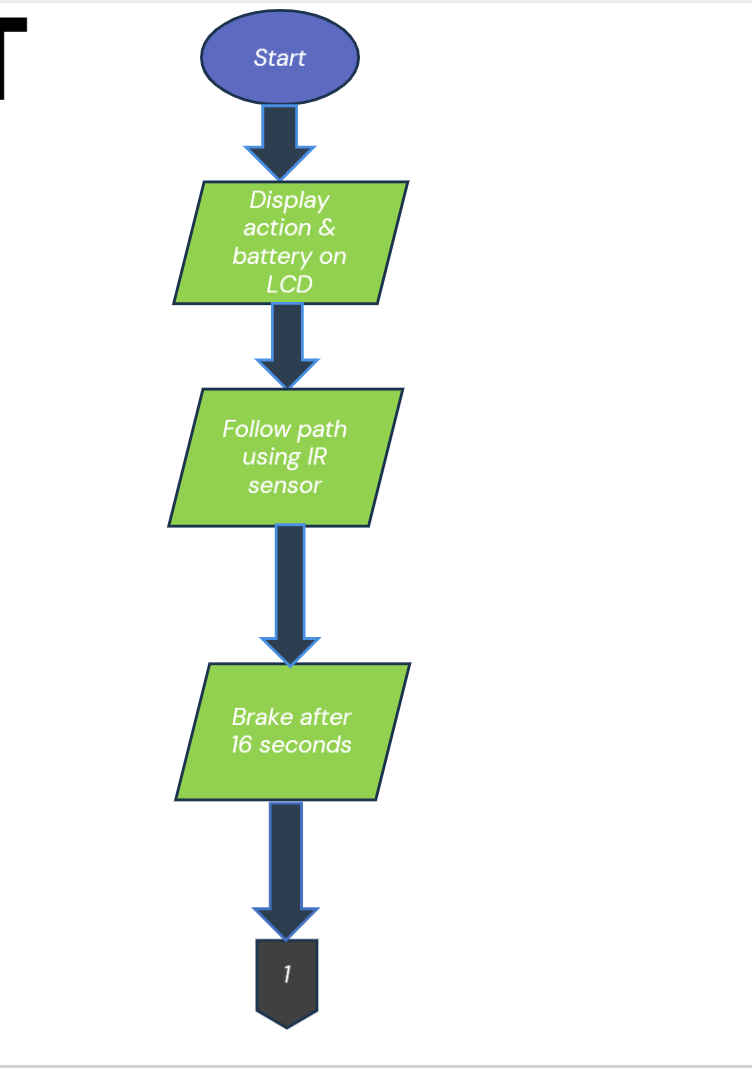 Start
Display
action &
battery on
LCD
Follow path
using IR
sensor
Brake after
16 seconds
1